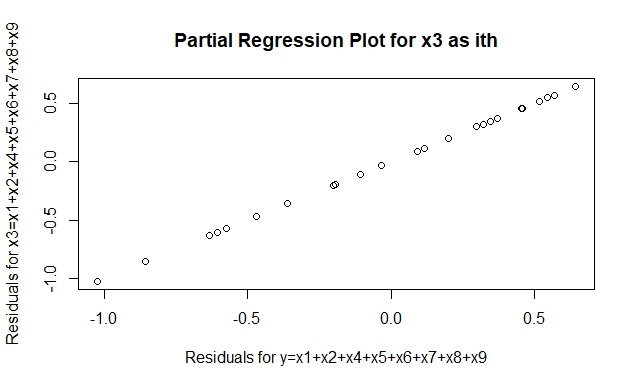 Partial Regression Plot for x3 as ith
Residuals for x3=x1+x2+x4+x5+x6+x7+x8+x9
0.5
0.0
-0.5
-1.0
-1.0 -0.5 0.0 0.5
Residuals for y=x1+x2+x4+x5+x6+x7+x8+x9